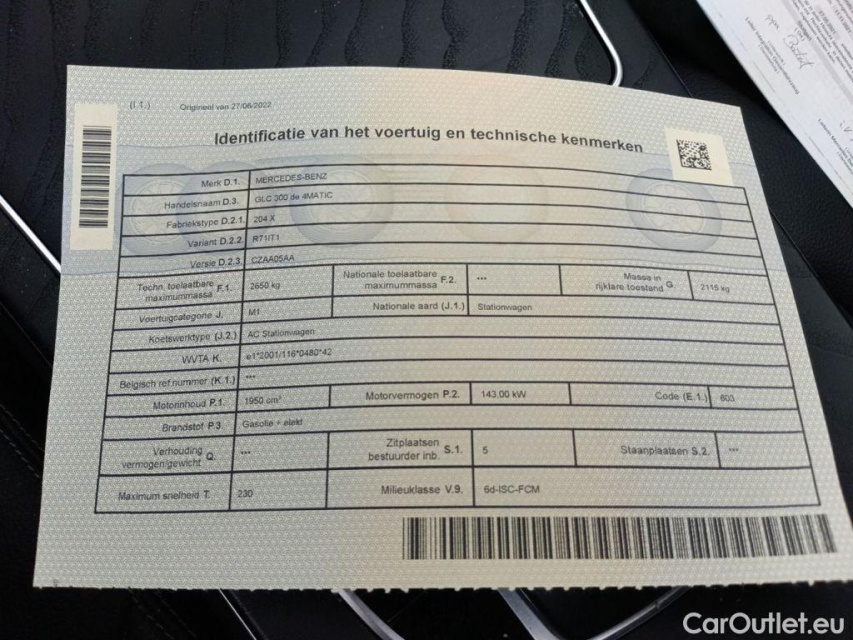 (I.1.) Origineel van 27/06/2022
Identificatie van het voertuig en technische kenmerken
Merk D.1. MERCEDES-BENZ
Handelsnaam D.3. GLC 300 de 4MATIC
Fabriekstype D.2.1. 204 X
Variant D.2.2. R71IT1
Versie D.2.3. CZAA05AA
Techn. toelaatbare maximummassa F.1. 2650 kg Nationale toelaatbare maximummassa F.2. *** Massa in rijklare toestand G. 2115 kg
Voertuigcategorie J. M1 Nationale aard (J.1.) Stationwagen
Koetswerktype (J.2.) AC Stationwagen
WVTA K. e1*2001/116*0480*42
Belgisch ref.nummer (K.1.) ***
Motorinhoud P.1. 1950 cm³ Motorvermogen P.2. 143.00 kW Code (E.1.) 603
Brandstof P.3. Gasolie + elekt
Verhouding vermogen/gewicht Q. *** Zitplaatsen bestuurder inb. S.1. 5 Staanplaatsen S.2. ***
Maximum snelheid T. 230 Milieuklasse V.9. 6d-ISC-FCM
CarOutlet.eu